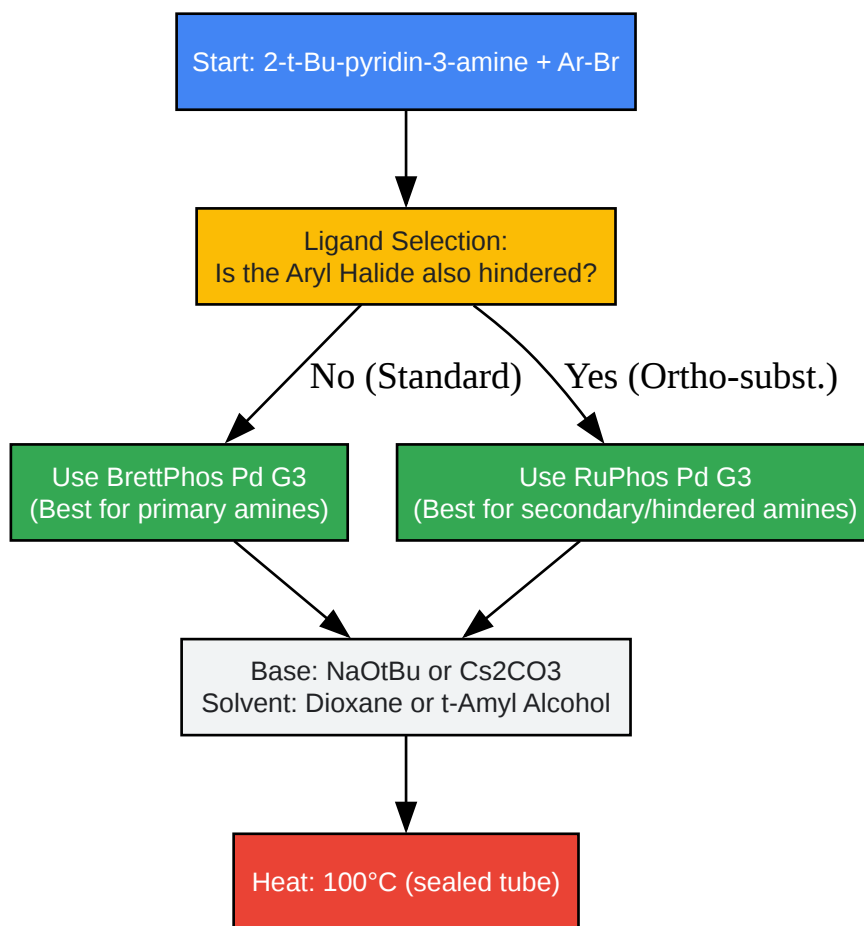 Start: 2-t-Bu-pyridin-3-amine + Ar-Br
Ligand Selection:
Is the Aryl Halide also hindered?
No (Standard)
Yes (Ortho-subst.)
Use BrettPhos Pd G3
(Best for primary amines)
Use RuPhos Pd G3
(Best for secondary/hindered amines)
Base: NaOtBu or Cs2CO3
Solvent: Dioxane or t-Amyl Alcohol
Heat: 100°C (sealed tube)